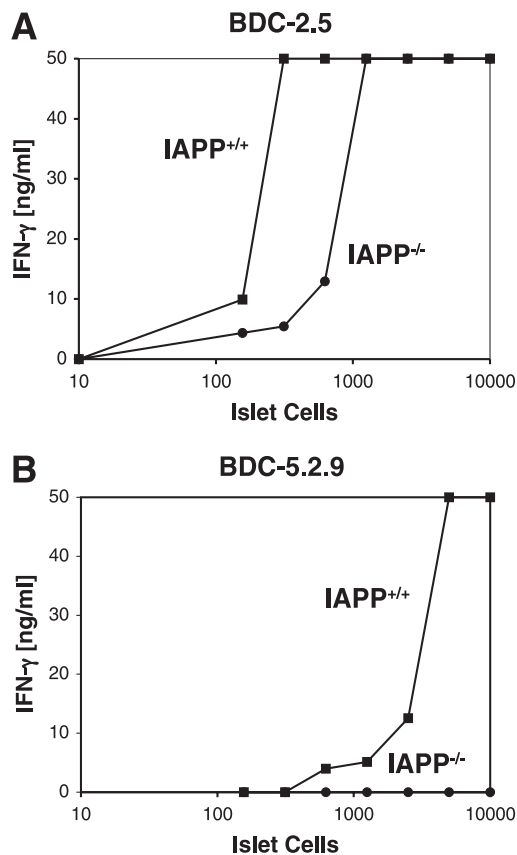 A
BDC-2.5
50
40
30
20
10
0
IFN-γ [ng/ml]
IAPP+/+
IAPP-/-
10
100
1000
10000
Islet Cells
B
BDC-5.2.9
50
40
30
20
10
0
IFN-γ [ng/ml]
IAPP+/+
IAPP-/-
10
100
1000
10000
Islet Cells